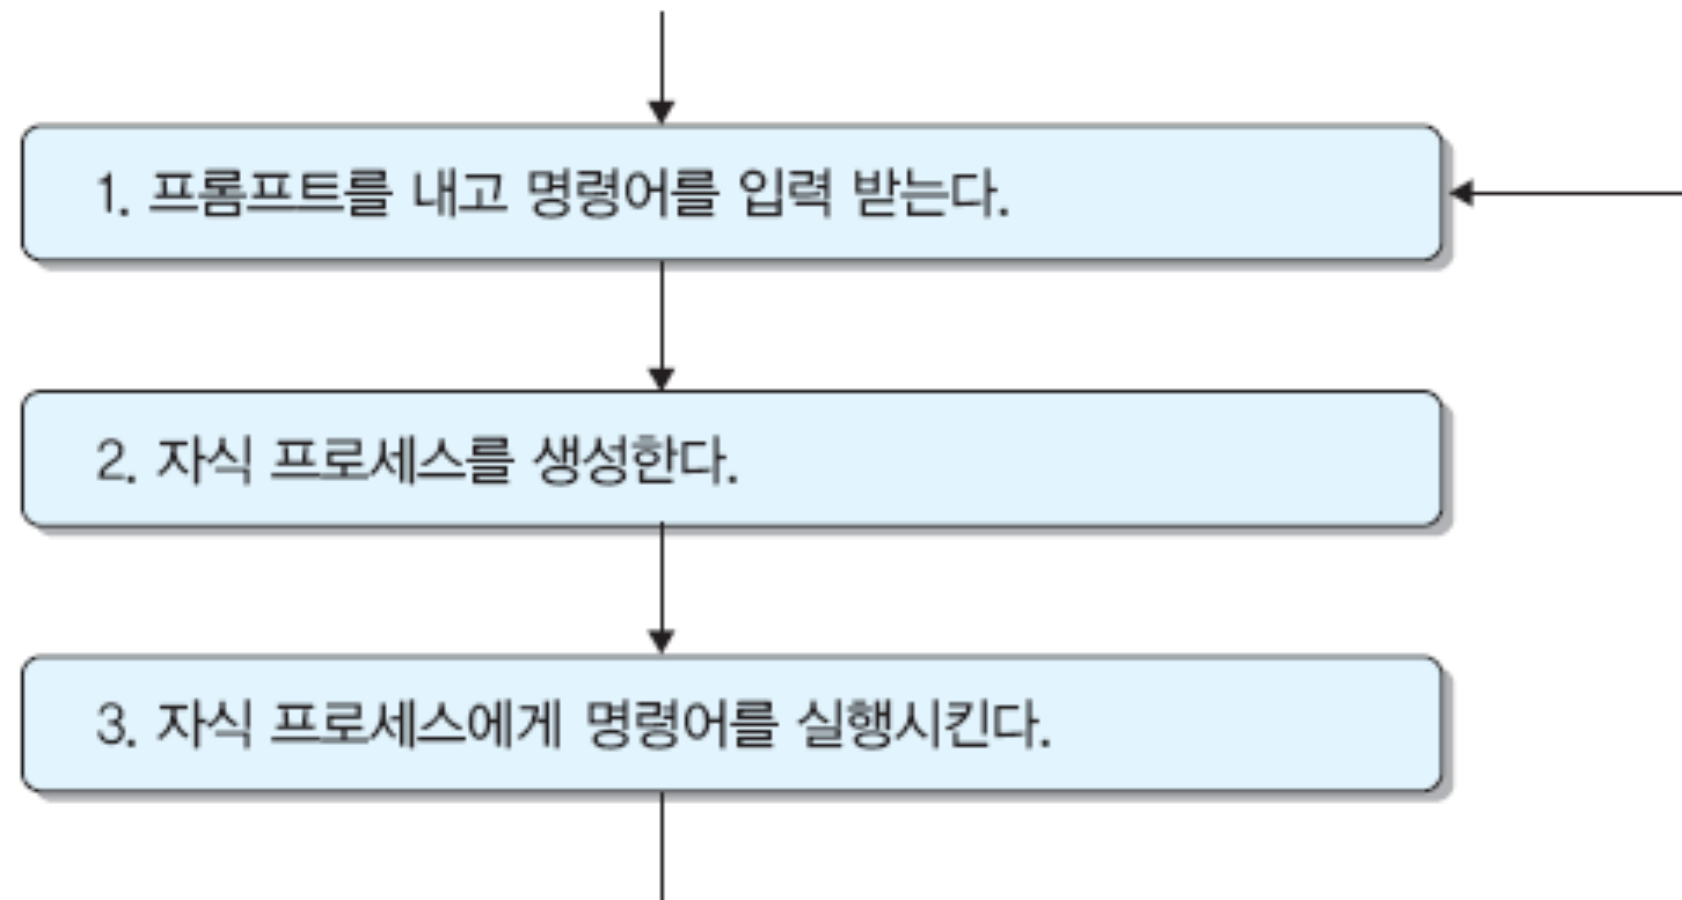 1. 프롬프트를 내고 명령어를 입력 받는다.
2. 자식 프로세스를 생성한다.
3. 자식 프로세스에게 명령어를 실행시킨다.